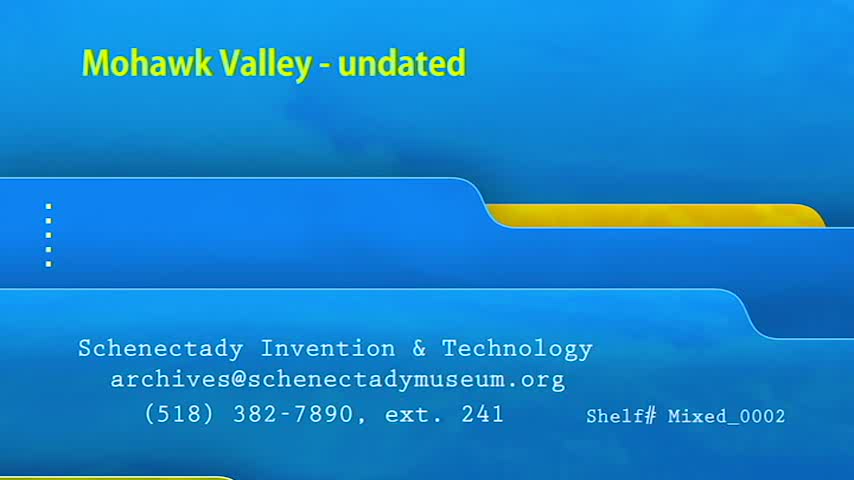 Mohawk Valley - undated
Schenectady Invention & Technology
archives@schenectadymuseum.org
(518) 382-7890, ext. 241
Shelf# Mixed_0002